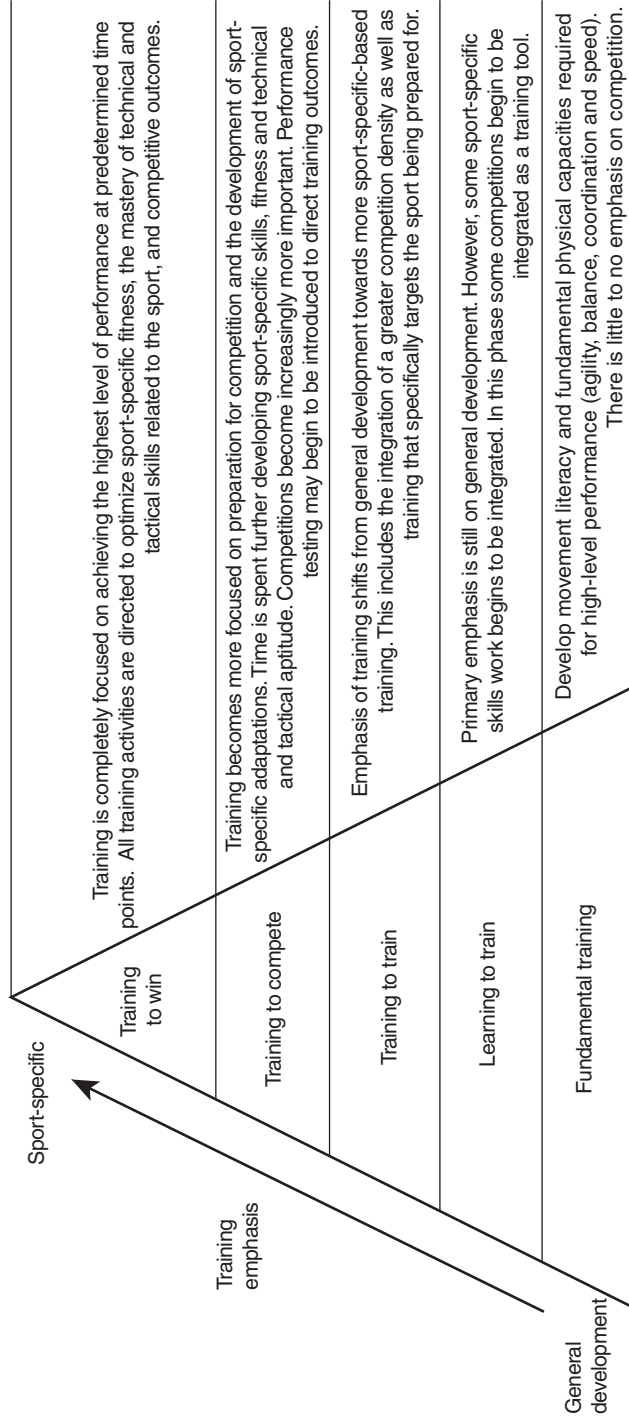 Sport-specific
Training
emphasis
General
development
Training
to win
Training is completely focused on achieving the highest level of performance at predetermined time
points. All training activities are directed to optimize sport-specific fitness, the mastery of technical and
tactical skills related to the sport, and competitive outcomes.
Training to compete
Training becomes more focused on preparation for competition and the development of sport-
specific adaptations. Time is spent further developing sport-specific skills, fitness and technical
and tactical aptitude. Competitions become increasingly more important. Performance
testing may begin to be introduced to direct training outcomes.
Training to train
Emphasis of training shifts from general development towards more sport-specific-based
training. This includes the integration of a greater competition density as well as
training that specifically targets the sport being prepared for.
Learning to train
Primary emphasis is still on general development. However, some sport-specific
skills work begins to be integrated. In this phase some competitions begin to be
integrated as a training tool.
Fundamental training
Develop movement literacy and fundamental physical capacities required
for high-level performance (agility, balance, coordination and speed).
There is little to no emphasis on competition.